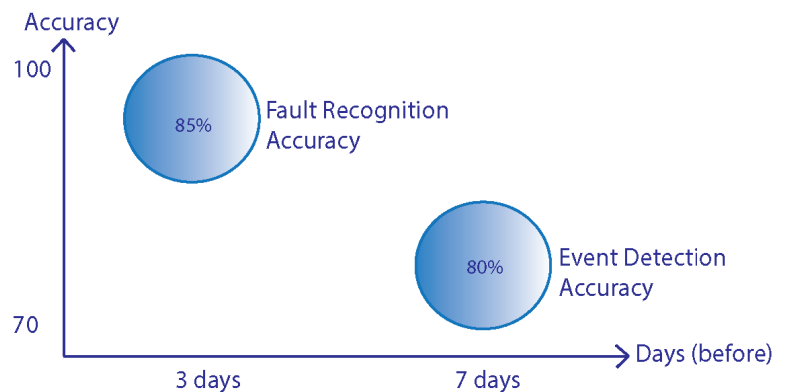 Accuracy
100
85%
Fault Recognition
Accuracy
80%
Event Detection
Accuracy
70
Days (before)
3 days
7 days